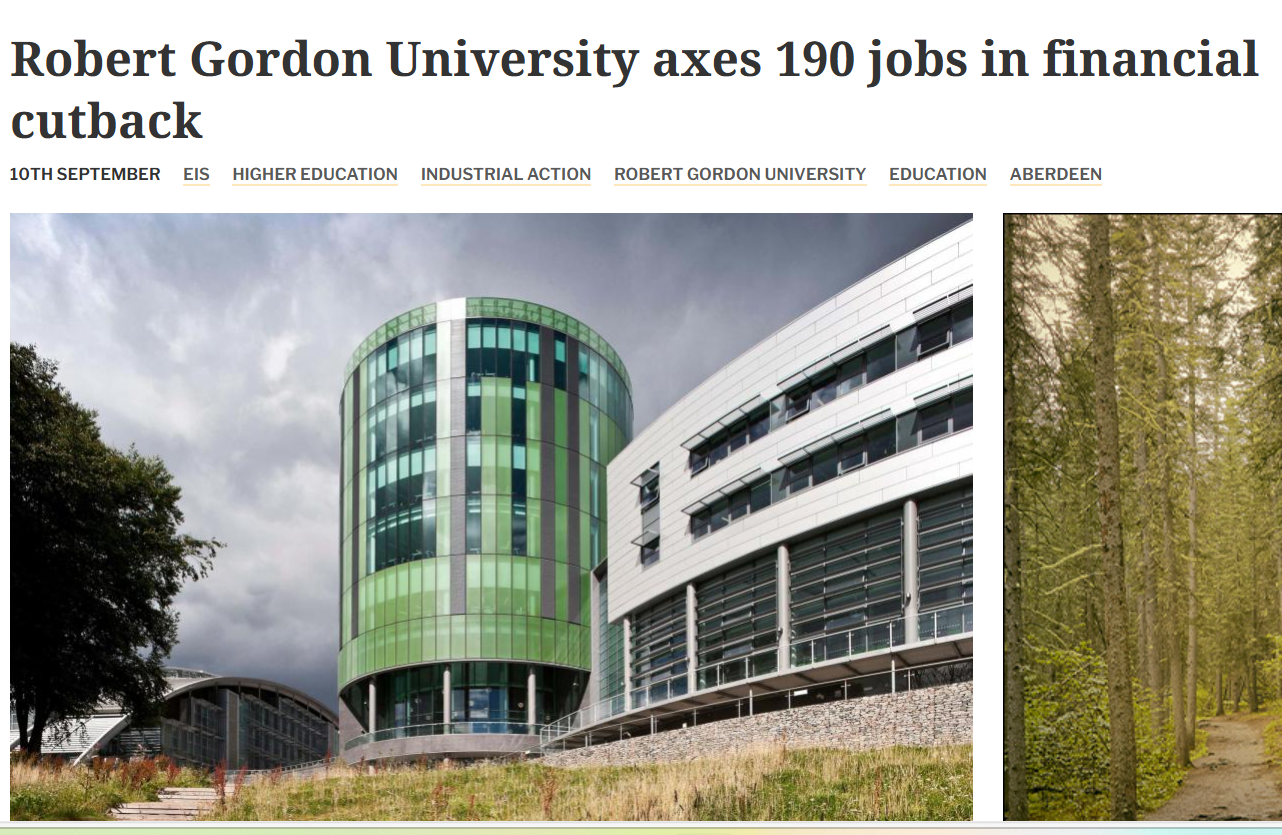 Robert Gordon University axes 190 jobs in financial
cutback
10TH SEPTEMBER EIS HIGHER EDUCATION INDUSTRIAL ACTION ROBERT GORDON UNIVERSITY EDUCATION ABERDEEN